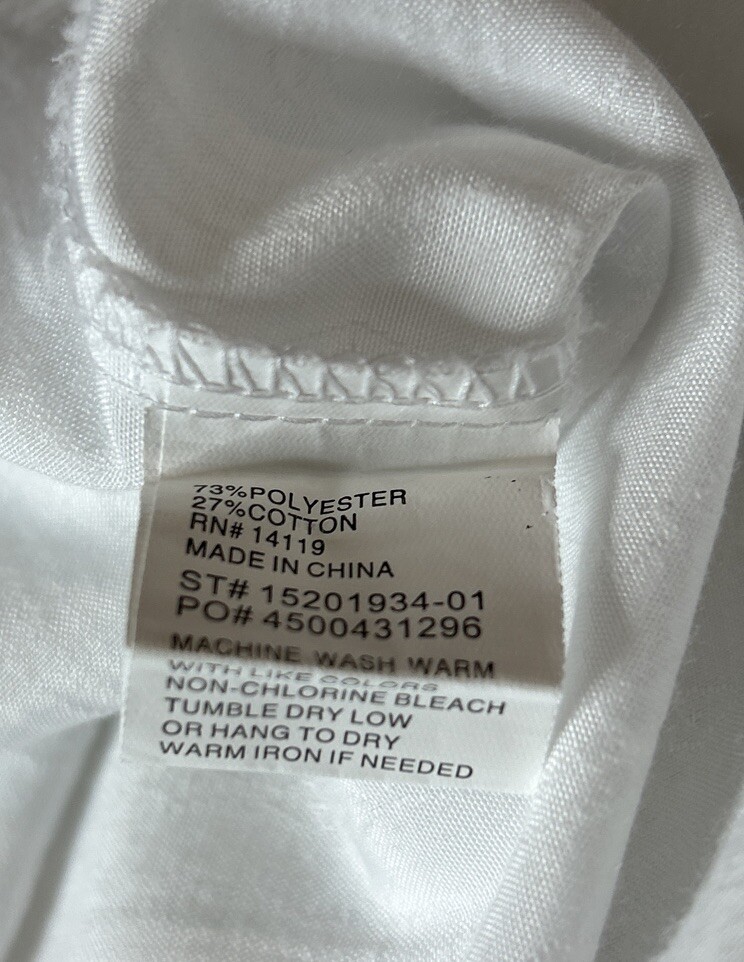 73%POLYESTER
27%COTTON
RN# 14119
MADE IN CHINA
ST# 15201934-01
PO# 4500431296
MACHINE WASH WARM
WITH LIKE COLORS
NON-CHLORINE BLEACH
TUMBLE DRY LOW
OR HANG TO DRY
WARM IRON IF NEEDED